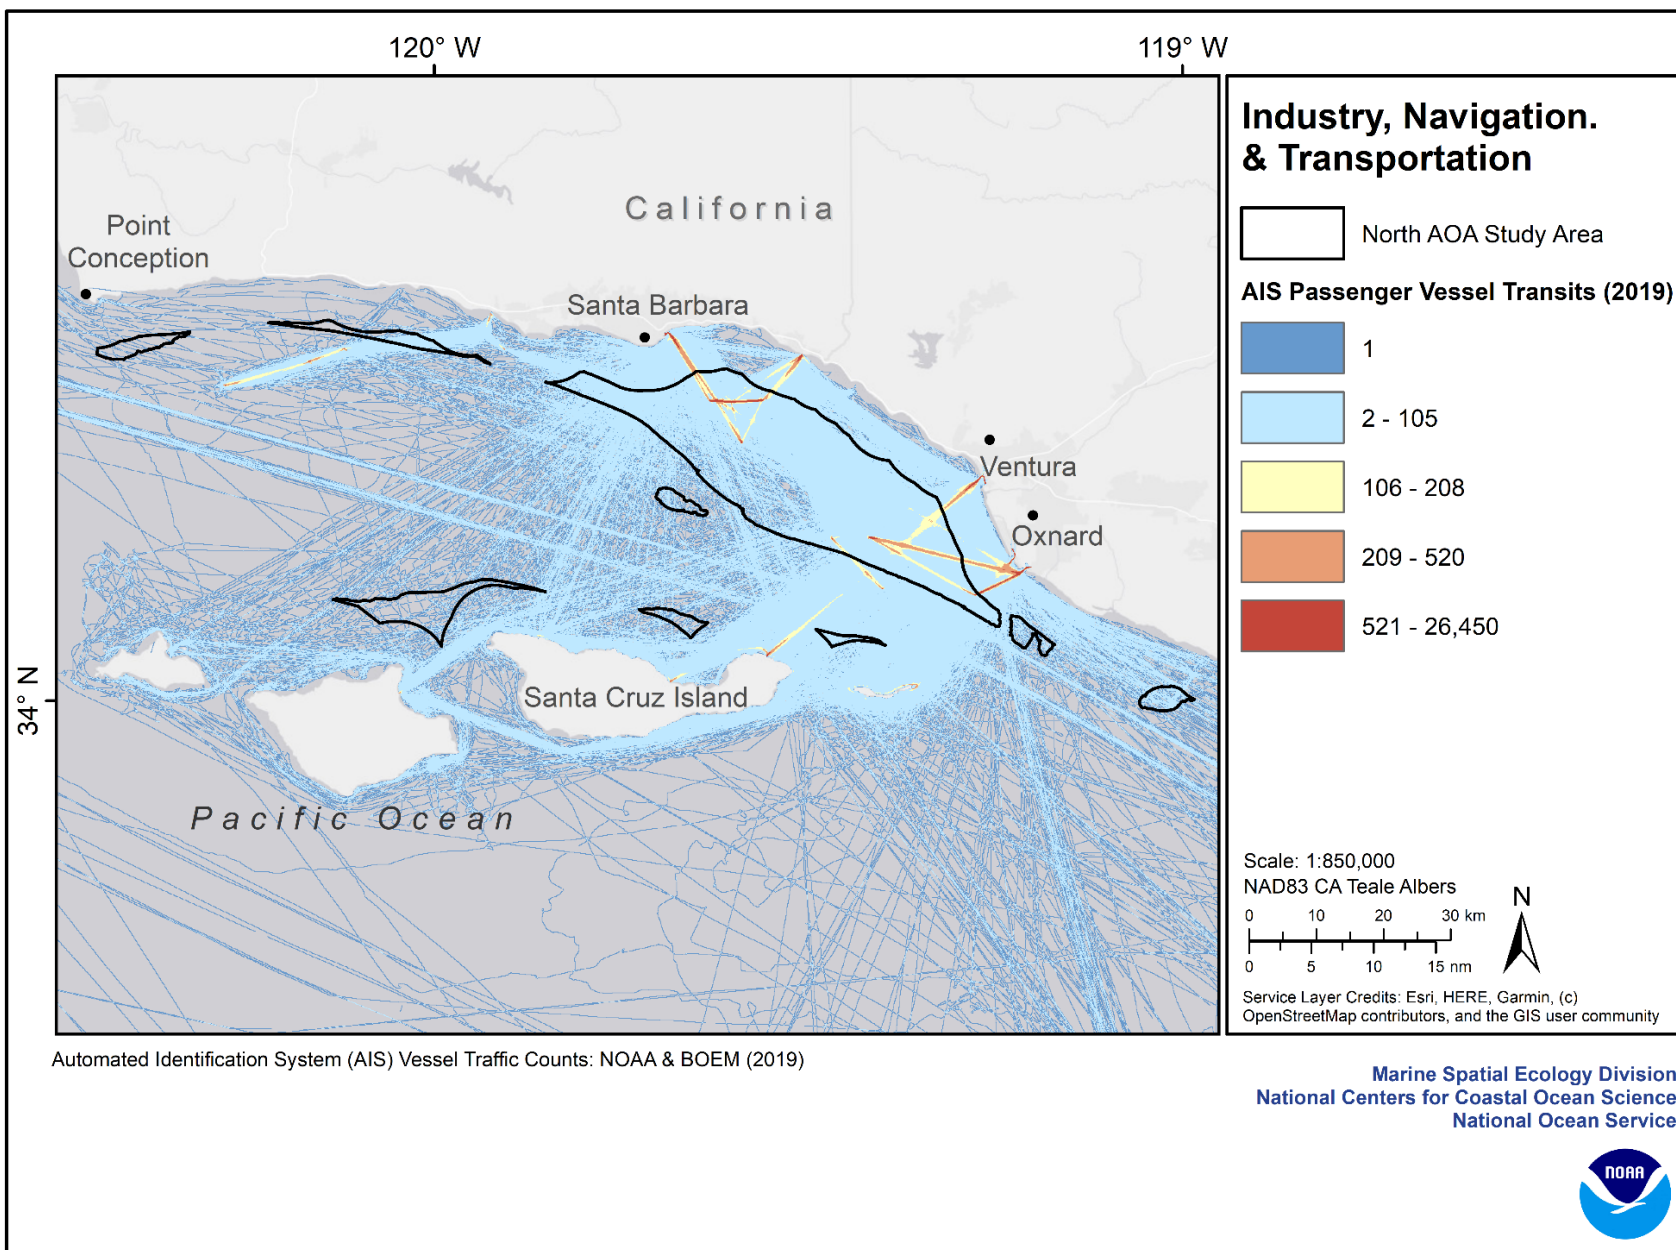 120° W
119° W
Point
Conception
California
Santa Barbara
Ventura
Oxnard
Santa Cruz Island
34° N
Pacific Ocean
Industry, Navigation.
& Transportation
North AOA Study Area
AIS Passenger Vessel Transits (2019)
1
2 - 105
106 - 208
209 - 520
521 - 26,450
Scale: 1:850,000
NAD83 CA Teale Albers
0 10 20 30 km
0 5 10 15 nm
N
Service Layer Credits: Esri, HERE, Garmin, (c)
OpenStreetMap contributors, and the GIS user community
Automated Identification System (AIS) Vessel Traffic Counts: NOAA & BOEM (2019)
Marine Spatial Ecology Division
National Centers for Coastal Ocean Science
National Ocean Service
NOAA